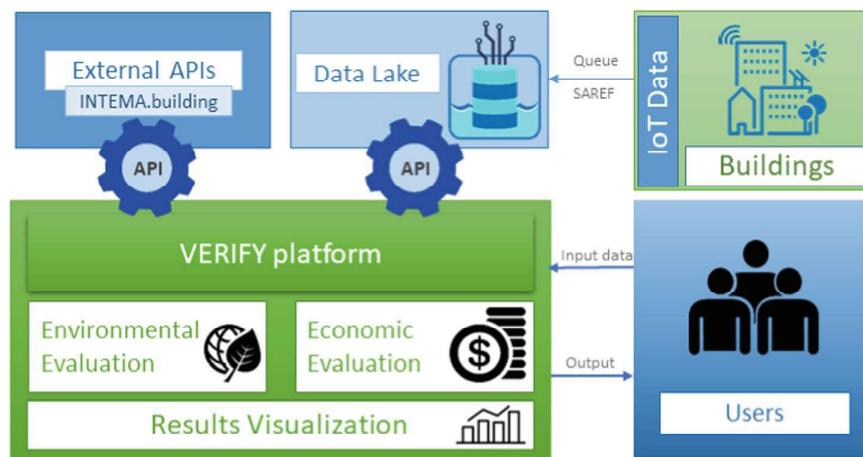 External APIs
INTEMA.building
Data Lake
Queue
SAREF
IoT Data
Buildings
API
API
VERIFY platform
Input data
Environmental
Evaluation
Economic
Evaluation
$
Output
Results Visualization
Users